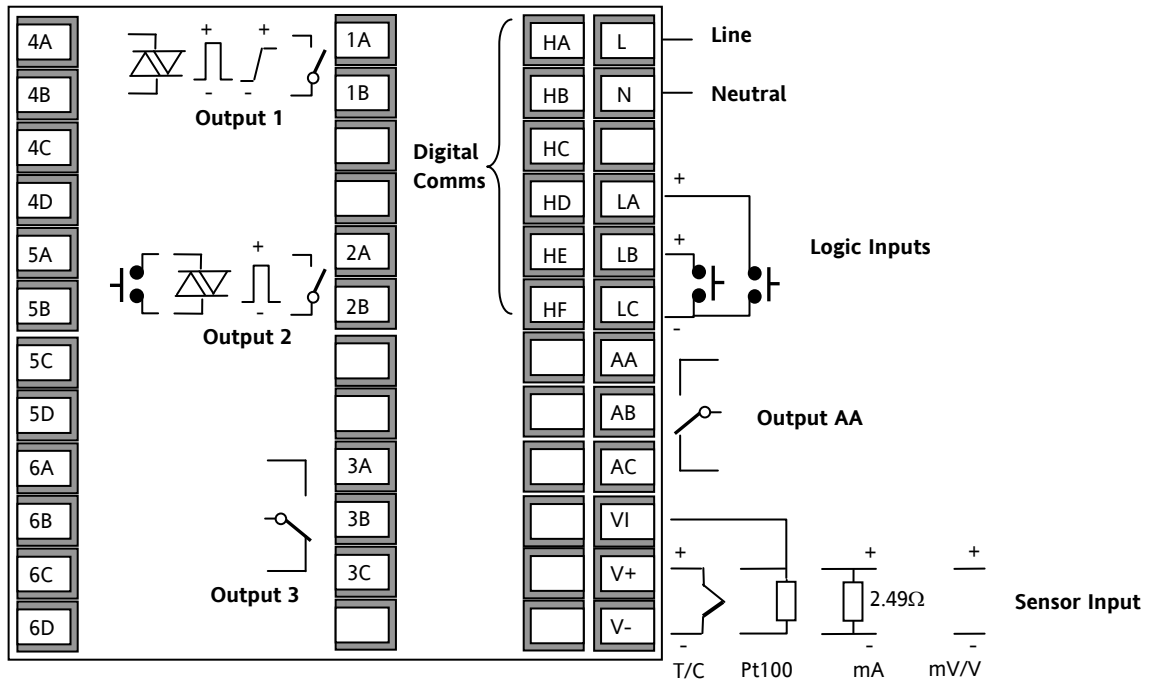 4A
4B
4C
4D
5A
5B
5C
5D
6A
6B
6C
6D
+ +
- -
Output 1
+
-
Output 2
Output 3
1A
1B
2A
2B
3A
3B
3C
Digital
Comms
HA
HB
HC
HD
HE
HF
L
N
LA
LB
LC
AA
AB
AC
VI
V+
V-
Line
Neutral
+
+
-
Logic Inputs
Output AA
+ + +
2.49Ω
Sensor Input
- - -
T/C Pt100 mA mV/V